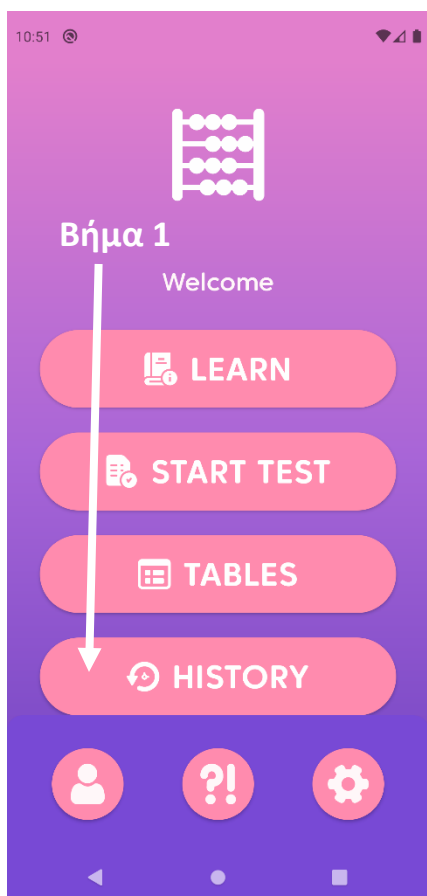 10:51
Βήμα 1
Welcome
LEARN
START TEST
TABLES
HISTORY
?!